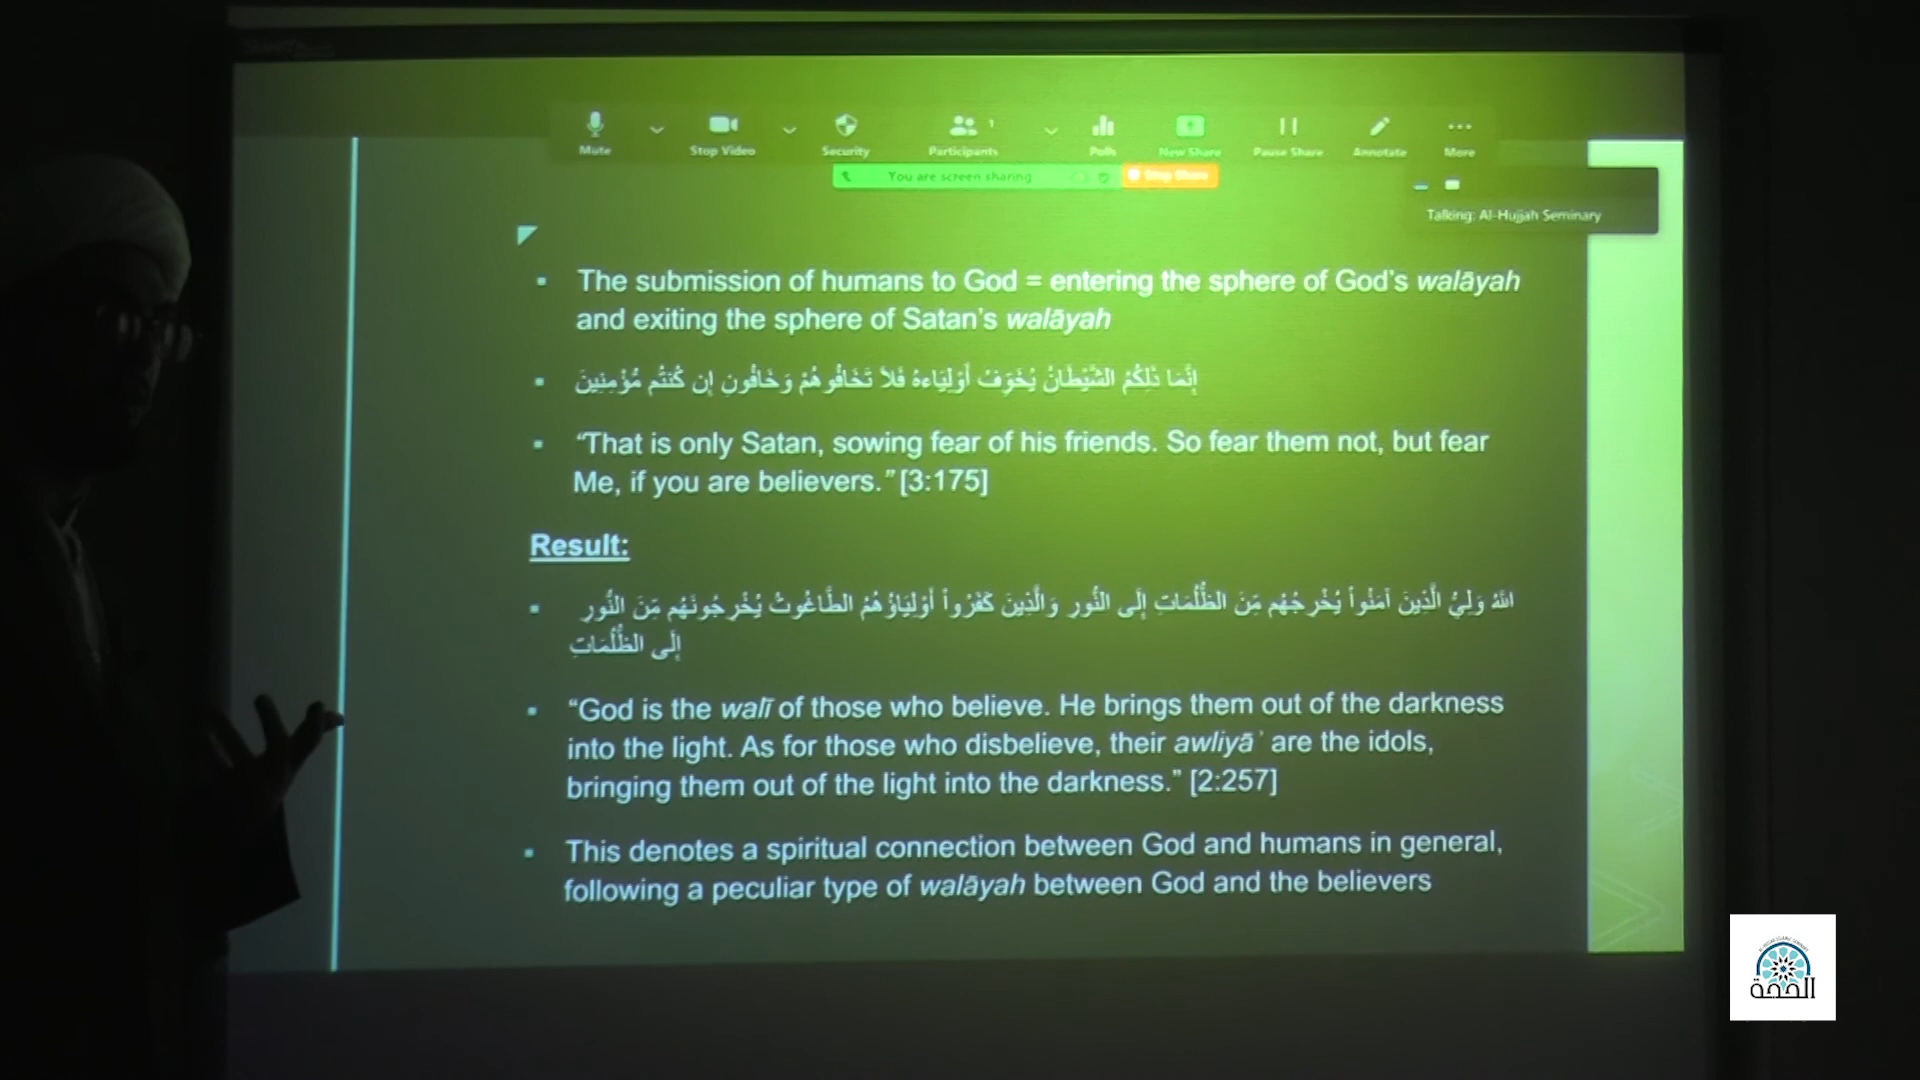 Mute
Stop Video
Security
Participants
1
Polls
New Share
Pause Share
Annotate
More
You are screen sharing
Stop Share
Talking: Al-Hujjah Seminary
The submission of humans to God = entering the sphere of God's walāyah
and exiting the sphere of Satan's walāyah
إِنَّمَا ذَلِكُمُ الشَّيْطَانُ يُخَوِّفُ أَوْلِيَاءهُ فَلاَ تَخَافُوهُمْ وَخَافُونِ إِن كُنتُم مُّؤْمِنِينَ
“That is only Satan, sowing fear of his friends. So fear them not, but fear
Me, if you are believers.” [3:175]
Result:
اللّهُ وَلِيُّ الَّذِينَ آمَنُواْ يُخْرِجُهُم مِّنَ الظُّلُمَاتِ إِلَى النُّورِ وَالَّذِينَ كَفَرُواْ أَوْلِيَاؤُهُمُ الطَّاغُوتُ يُخْرِجُونَهُم مِّنَ النُّورِ
إِلَى الظُّلُمَاتِ
“God is the walī of those who believe. He brings them out of the darkness
into the light. As for those who disbelieve, their awliyāʾ are the idols,
bringing them out of the light into the darkness.” [2:257]
This denotes a spiritual connection between God and humans in general,
following a peculiar type of walāyah between God and the believers
الحجة